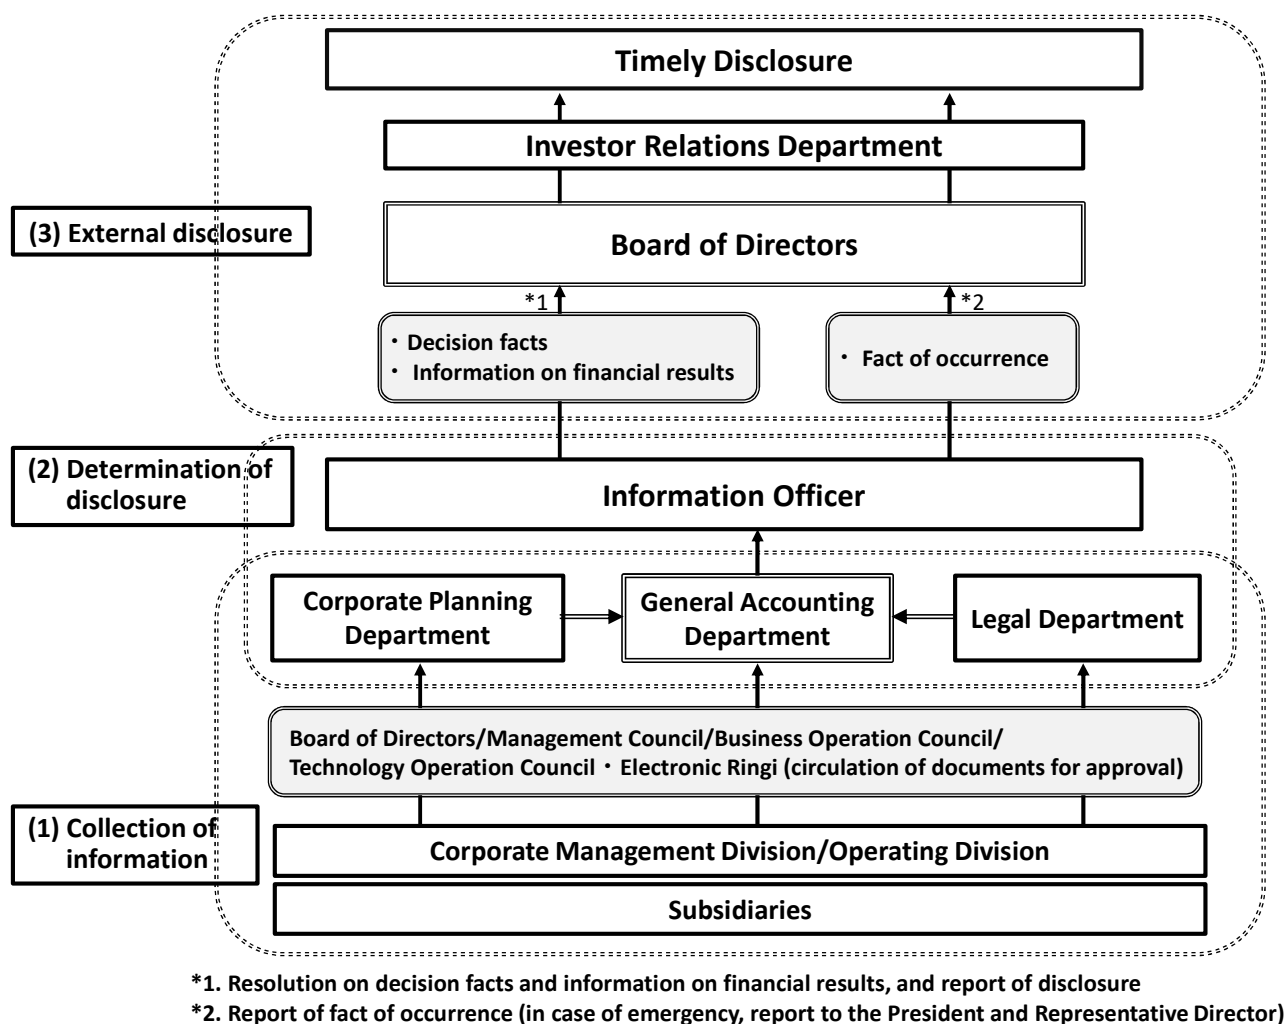 Timely Disclosure
Investor Relations Department
(3) External disclosure
Board of Directors
*1
*2
・Decision facts
・ Information on financial results
・ Fact of occurrence
(2) Determination of
disclosure
Information Officer
Corporate Planning
Department
General Accounting
Department
Legal Department
Board of Directors/Management Council/Business Operation Council/
Technology Operation Council・Electronic Ringi (circulation of documents for approval)
(1) Collection of
information
Corporate Management Division/Operating Division
Subsidiaries
*1. Resolution on decision facts and information on financial results, and report of disclosure
*2. Report of fact of occurrence (in case of emergency, report to the President and Representative Director)